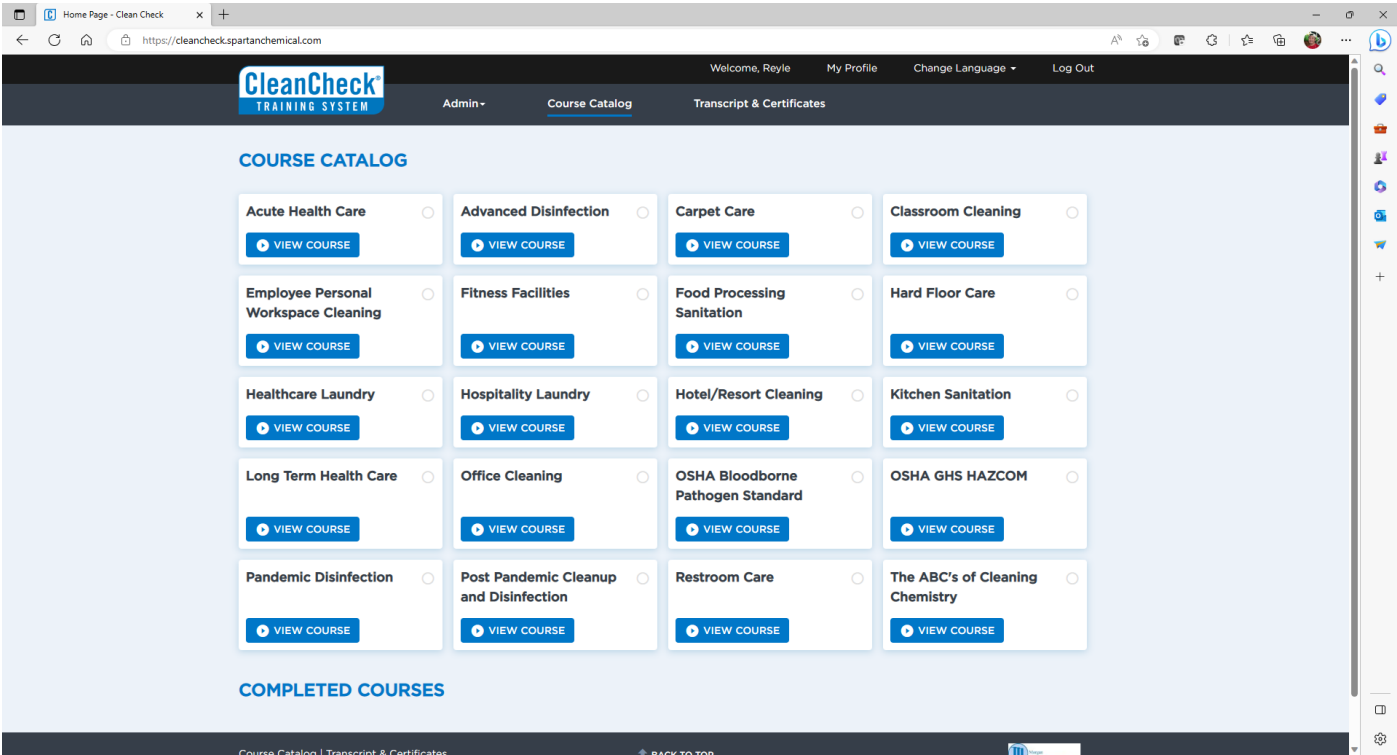 Home Page - Clean Check
https://cleancheck.spartanchemical.com
CleanCheck®
TRAINING SYSTEM
Welcome, Reyle My Profile Change Language Log Out
Admin Course Catalog Transcript & Certificates
COURSE CATALOG
Acute Health Care
VIEW COURSE
Advanced Disinfection
VIEW COURSE
Carpet Care
VIEW COURSE
Classroom Cleaning
VIEW COURSE
Employee Personal
Workspace Cleaning
VIEW COURSE
Fitness Facilities
VIEW COURSE
Food Processing
Sanitation
VIEW COURSE
Hard Floor Care
VIEW COURSE
Healthcare Laundry
VIEW COURSE
Hospitality Laundry
VIEW COURSE
Hotel/Resort Cleaning
VIEW COURSE
Kitchen Sanitation
VIEW COURSE
Long Term Health Care
VIEW COURSE
Office Cleaning
VIEW COURSE
OSHA Bloodborne
Pathogen Standard
VIEW COURSE
OSHA GHS HAZCOM
VIEW COURSE
Pandemic Disinfection
VIEW COURSE
Post Pandemic Cleanup
and Disinfection
VIEW COURSE
Restroom Care
VIEW COURSE
The ABC's of Cleaning
Chemistry
VIEW COURSE
COMPLETED COURSES
Course Catalog | Transcript & Certificates
BACK TO TOP